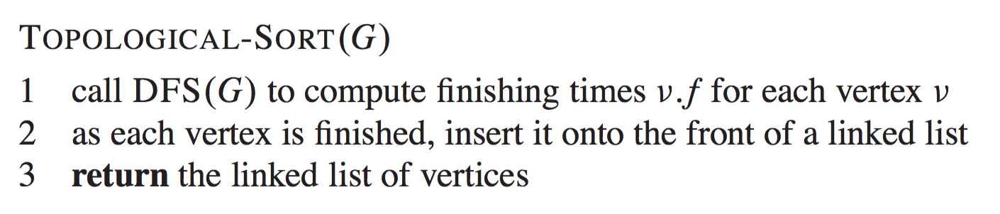 TOPOLOGICAL-SORT(G)
1 call DFS(G) to compute finishing times v.f for each vertex v
2 as each vertex is finished, insert it onto the front of a linked list
3 return the linked list of vertices